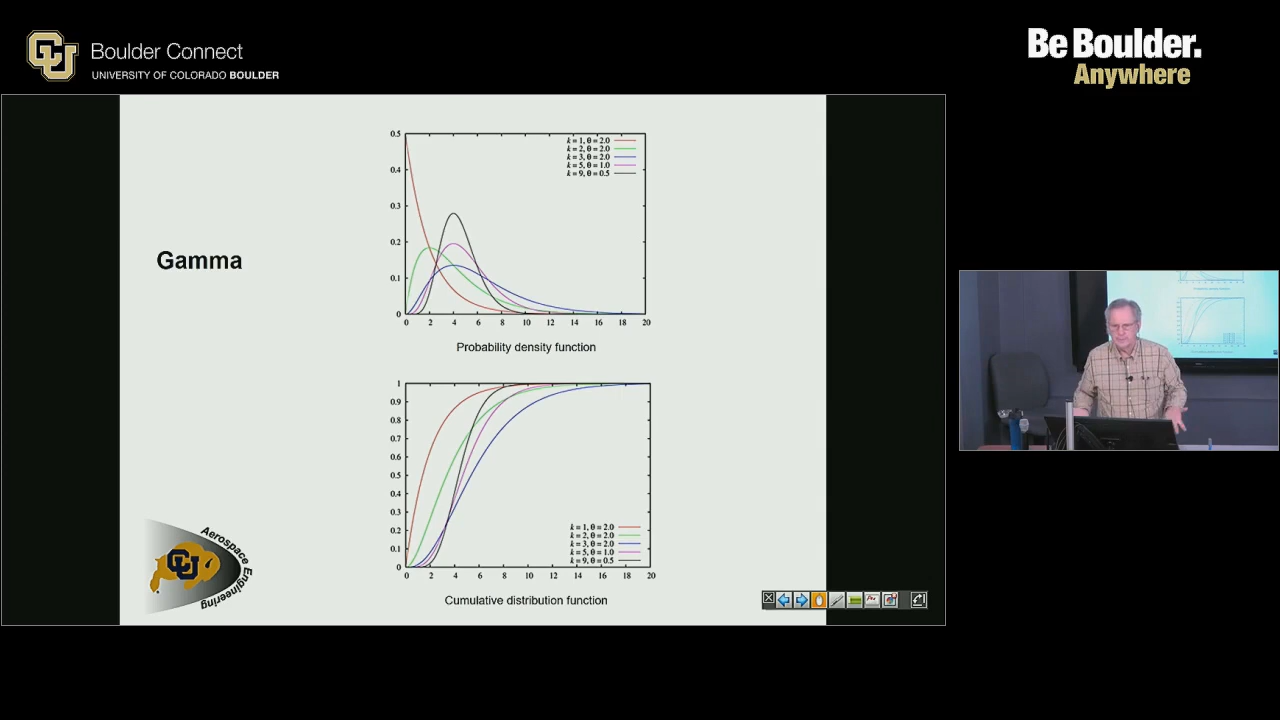 CU
Boulder Connect
UNIVERSITY OF COLORADO BOULDER
Be Boulder.
Anywhere
Gamma
0.5
0.4
0.3
0.2
0.1
0
0 2 4 6 8 10 12 14 16 18 20
k = 1, θ = 2.0
k = 2, θ = 2.0
k = 3, θ = 2.0
k = 5, θ = 1.0
k = 9, θ = 0.5
Probability density function
1
0.9
0.8
0.7
0.6
0.5
0.4
0.3
0.2
0.1
0
0 2 4 6 8 10 12 14 16 18 20
k = 1, θ = 2.0
k = 2, θ = 2.0
k = 3, θ = 2.0
k = 5, θ = 1.0
k = 9, θ = 0.5
Cumulative distribution function
Aerospace
CU
Engineering